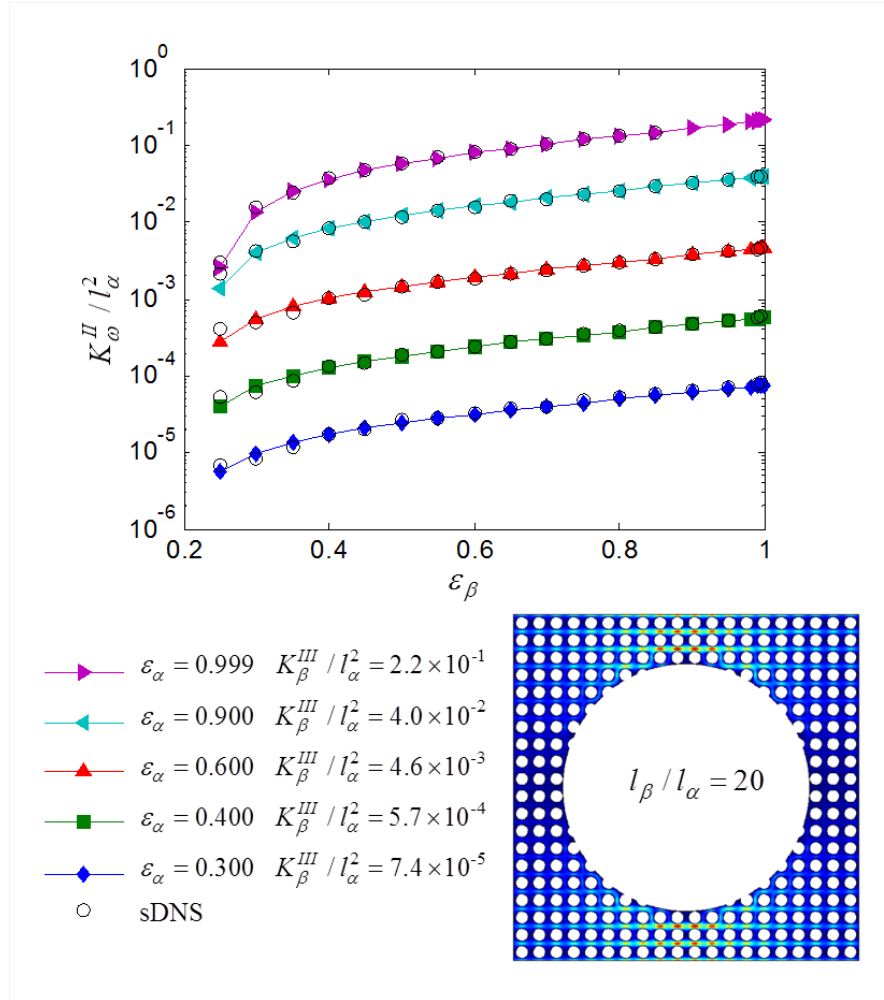 10^0
10^-1
10^-2
10^-3
10^-4
10^-5
10^-6
K_ω^II / l_α^2
0.2 0.4 0.6 0.8 1
ε_β
ε_α = 0.999 K_β^III / l_α^2 = 2.2 × 10^-1
ε_α = 0.900 K_β^III / l_α^2 = 4.0 × 10^-2
ε_α = 0.600 K_β^III / l_α^2 = 4.6 × 10^-3
ε_α = 0.400 K_β^III / l_α^2 = 5.7 × 10^-4
ε_α = 0.300 K_β^III / l_α^2 = 7.4 × 10^-5
sDNS
l_β / l_α = 20